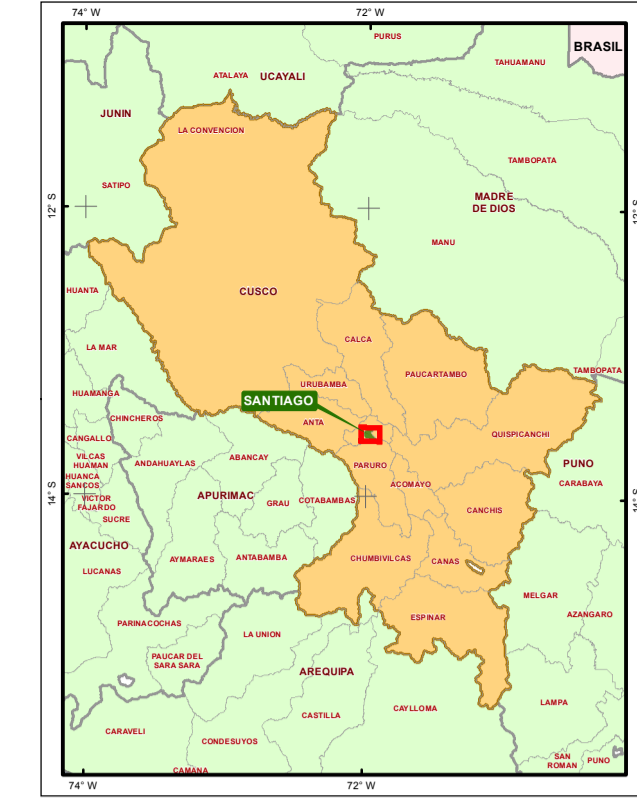 74° W
72° W
PURUS
BRASIL
TAHUAMANU
ATALAYA
UCAYALI
JUNIN
LA CONVENCION
TAMBOPATA
SATIPO
MADRE
DE DIOS
12° S
12° S
MANU
HUANTA
CUSCO
CALCA
LA MAR
PAUCARTAMBO
TAMBOPATA
URUBAMBA
HUAMANGA
SANTIAGO
CHINCHEROS
ANTA
CANGALLO
QUISPICANCHI
VILCAS
HUAMAN
ANDAHUAYLAS
ABANCAY
PARURO
PUNO
HUANCA
SANCOS
ACOMAYO
CARABAYA
14° S
APURIMAC
GRAU
COTABAMBAS
14° S
VICTOR
FAJARDO
CANCHIS
SUCRE
AYACUCHO
AYMARAES
ANTABAMBA
CHUMBIVILCAS
CANAS
LUCANAS
MELGAR
AZANGARO
PARINACOCHAS
ESPINAR
LA UNION
PAUCAR DEL
SARA SARA
AREQUIPA
LAMPA
CAYLLOMA
CASTILLA
CARAVELI
CONDESUYOS
SAN
ROMAN
PUNO
CAMANA
74° W
72° W